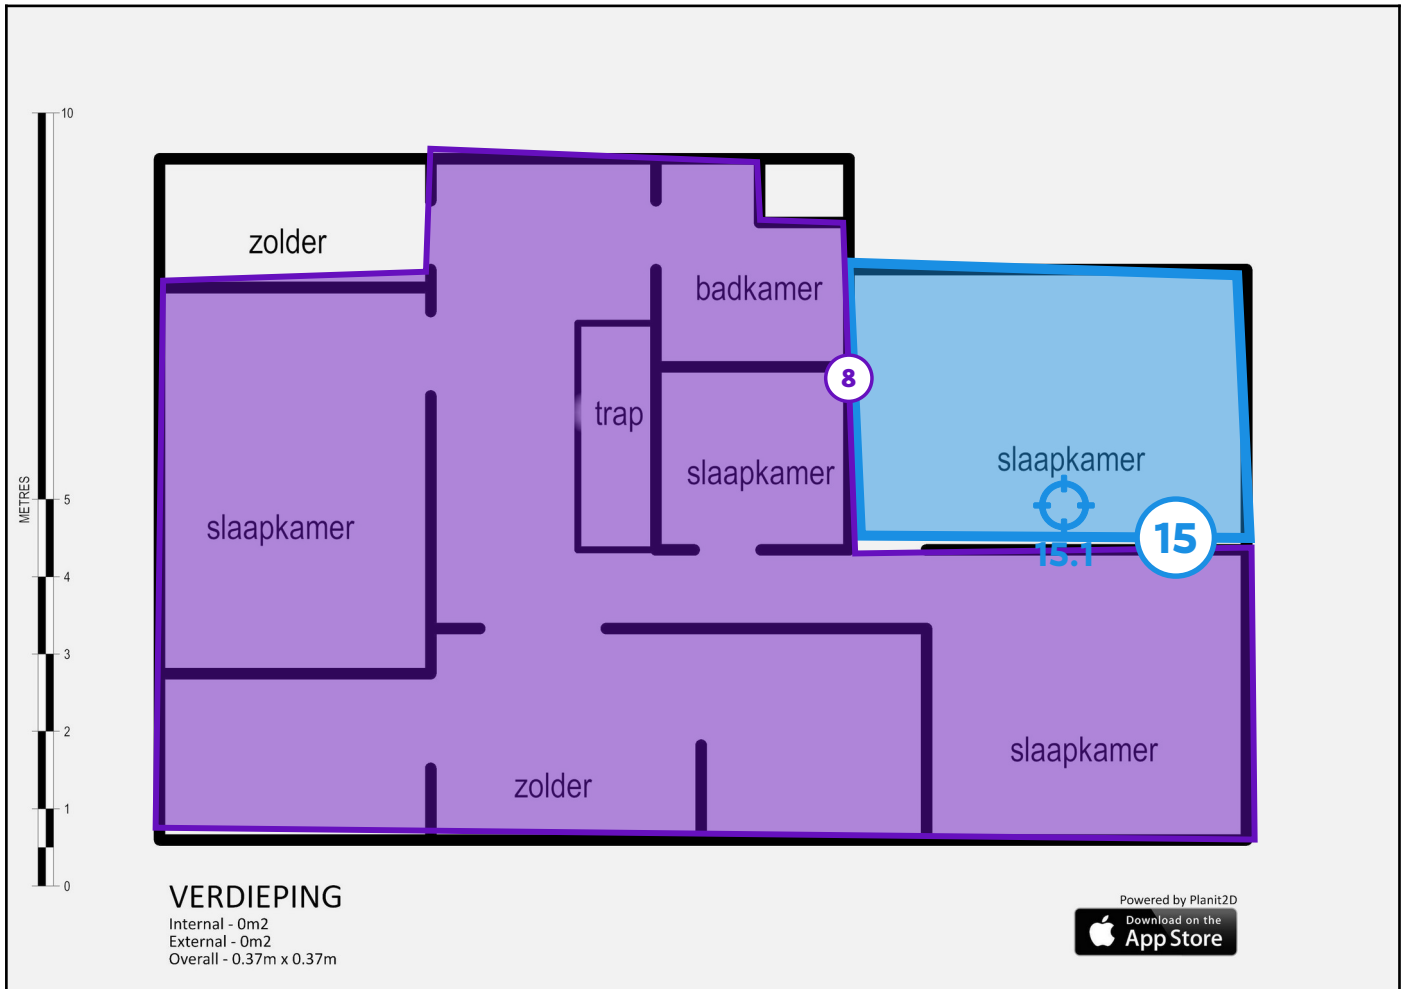 10
zolder
badkamer
8
trap
slaapkamer
slaapkamer
METRES
5
slaapkamer
15
15.1
4
3
2
slaapkamer
zolder
1
0
VERDIEPING
Internal - 0m2
External - 0m2
Overall - 0.37m x 0.37m
Powered by Planit2D
Download on the
App Store